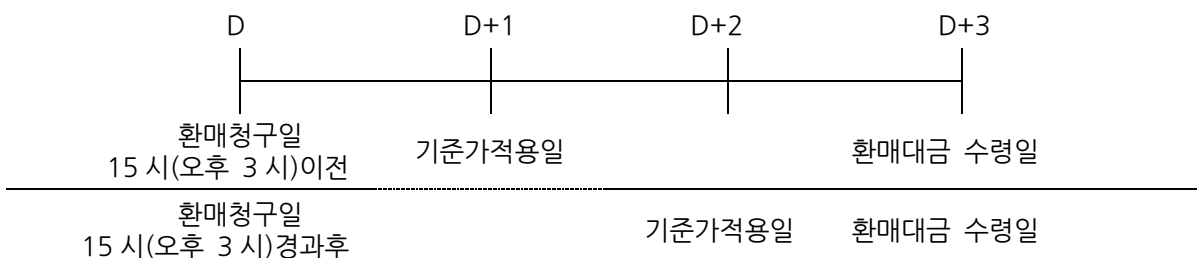 D D+1 D+2 D+3
환매청구일
15 시(오후 3 시)이전
기준가적용일
환매대금 수령일
환매청구일
15 시(오후 3 시)경과후
기준가적용일
환매대금 수령일